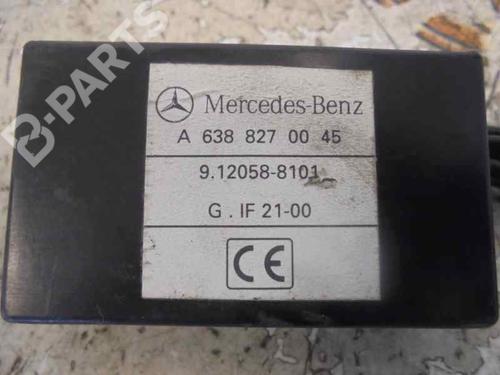 B-PARTS
Mercedes-Benz
A 638 827 00 45
9.12058-8101
G . IF 21-00
CE